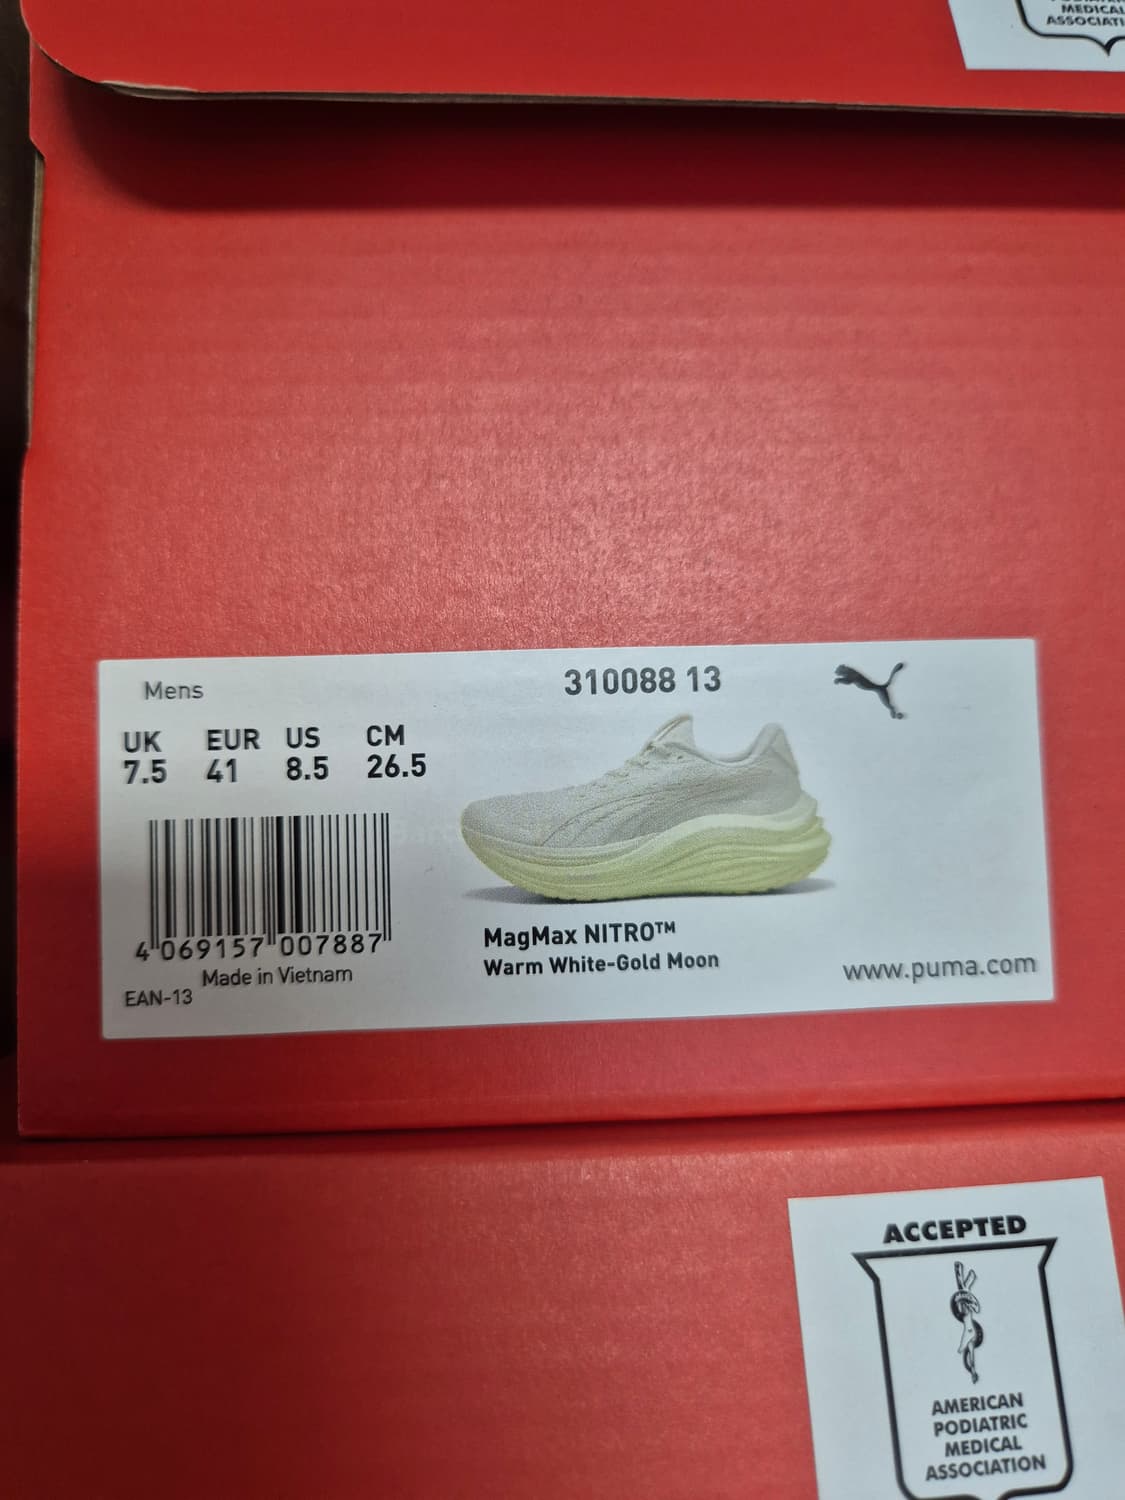 MEDICAL
Mens
310088 13
UK EUR US CM
7.5 41 8.5 26.5
4 069157 007887
Made in Vietnam
EAN-13
MagMax NITRO™
Warm White-Gold Moon
www.puma.com
ACCEPTED
AMERICAN
PODIATRIC
MEDICAL
ASSOCIATION